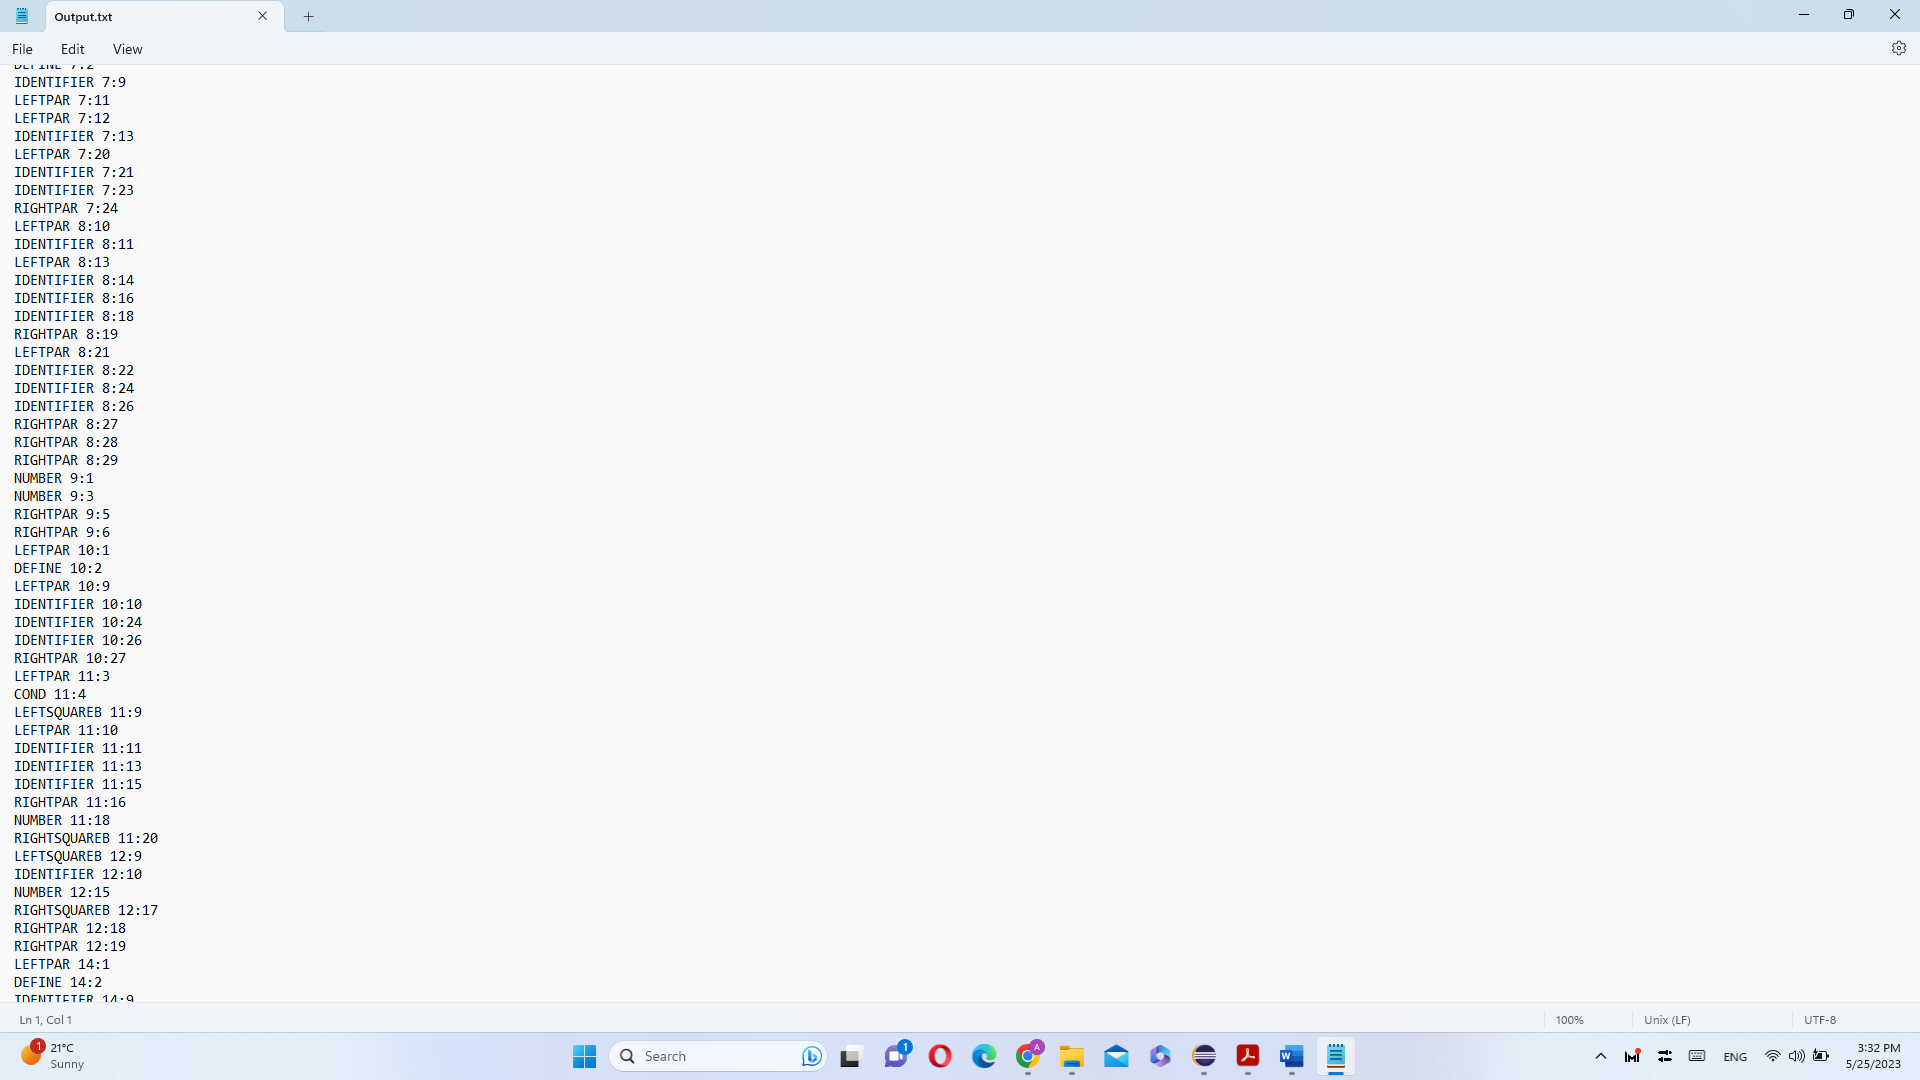 Output.txt
File Edit View
DEFINE 7:2
IDENTIFIER 7:9
LEFTPAR 7:11
LEFTPAR 7:12
IDENTIFIER 7:13
LEFTPAR 7:20
IDENTIFIER 7:21
IDENTIFIER 7:23
RIGHTPAR 7:24
LEFTPAR 8:10
IDENTIFIER 8:11
LEFTPAR 8:13
IDENTIFIER 8:14
IDENTIFIER 8:16
IDENTIFIER 8:18
RIGHTPAR 8:19
LEFTPAR 8:21
IDENTIFIER 8:22
IDENTIFIER 8:24
IDENTIFIER 8:26
RIGHTPAR 8:27
RIGHTPAR 8:28
RIGHTPAR 8:29
NUMBER 9:1
NUMBER 9:3
RIGHTPAR 9:5
RIGHTPAR 9:6
LEFTPAR 10:1
DEFINE 10:2
LEFTPAR 10:9
IDENTIFIER 10:10
IDENTIFIER 10:24
IDENTIFIER 10:26
RIGHTPAR 10:27
LEFTPAR 11:3
COND 11:4
LEFTSQUAREB 11:9
LEFTPAR 11:10
IDENTIFIER 11:11
IDENTIFIER 11:13
IDENTIFIER 11:15
RIGHTPAR 11:16
NUMBER 11:18
RIGHTSQUAREB 11:20
LEFTSQUAREB 12:9
IDENTIFIER 12:10
NUMBER 12:15
RIGHTSQUAREB 12:17
RIGHTPAR 12:18
RIGHTPAR 12:19
LEFTPAR 14:1
DEFINE 14:2
IDENTIFIER 14:9
Ln 1, Col 1 100% Unix (LF) UTF-8
1 21°C
Sunny
Search
1
A
W
ENG
3:32 PM
5/25/2023